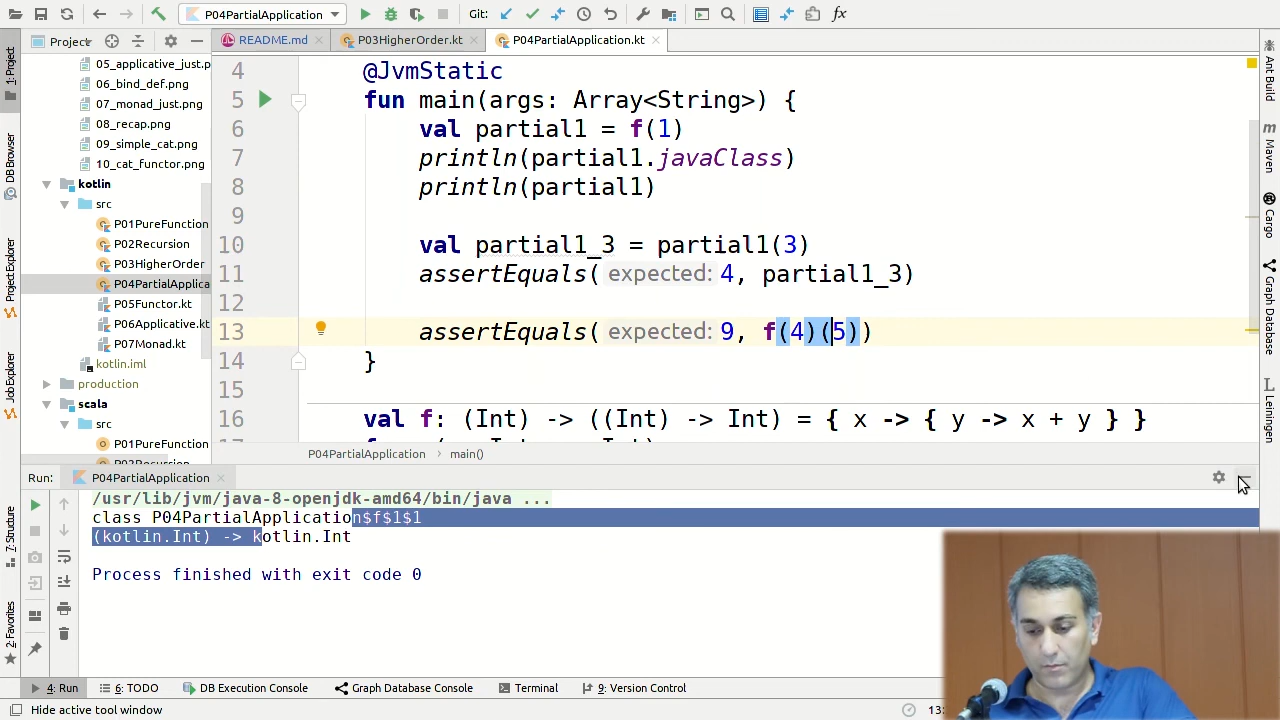 P04PartialApplication
Git:
fx
Project
README.md
P03HigherOrder.kt
P04PartialApplication.kt
1: Project
DB Browser
Project Explorer
Job Explorer
7: Structure
2: Favorites
05_applicative_just.p
06_bind_def.png
07_monad_just.png
08_recap.png
09_simple_cat.png
10_cat_functor.png
kotlin
src
P01PureFunction
P02Recursion
P03HigherOrder
P04PartialApplica
P05Functor.kt
P06Applicative.kt
P07Monad.kt
kotlin.iml
production
scala
src
P01PureFunction
P02Recursion
4 @JvmStatic
5 fun main(args: Array<String>) {
6 val partial1 = f(1)
7 println(partial1.javaClass)
8 println(partial1)
9
10 val partial1_3 = partial1(3)
11 assertEquals( expected: 4, partial1_3)
12
13 assertEquals( expected: 9, f(4)(5))
14 }
15
16 val f: (Int) -> ((Int) -> Int) = { x -> { y -> x + y } }
17
P04PartialApplication › main()
Ant Build
Maven
Cargo
Graph Database
Leiningen
Run: P04PartialApplication
/usr/lib/jvm/java-8-openjdk-amd64/bin/java ...
class P04PartialApplication$f$1$1
(kotlin.Int) -> kotlin.Int
Process finished with exit code 0
4: Run
6: TODO
DB Execution Console
Graph Database Console
Terminal
9: Version Control
Hide active tool window
13: